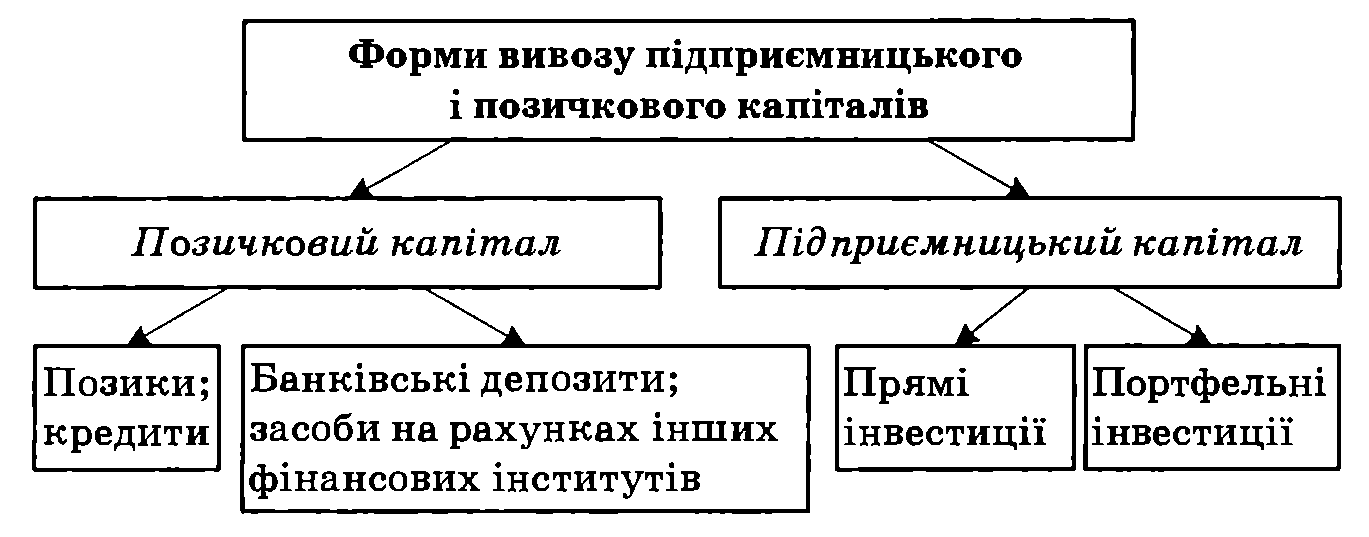 Форми вивозу підприємницького
і позичкового капіталів
Позичковий капітал
Підприємницький капітал
Позики;
кредити
Банківські депозити;
засоби на рахунках інших
фінансових інститутів
Прямі
інвестиції
Портфельні
інвестиції